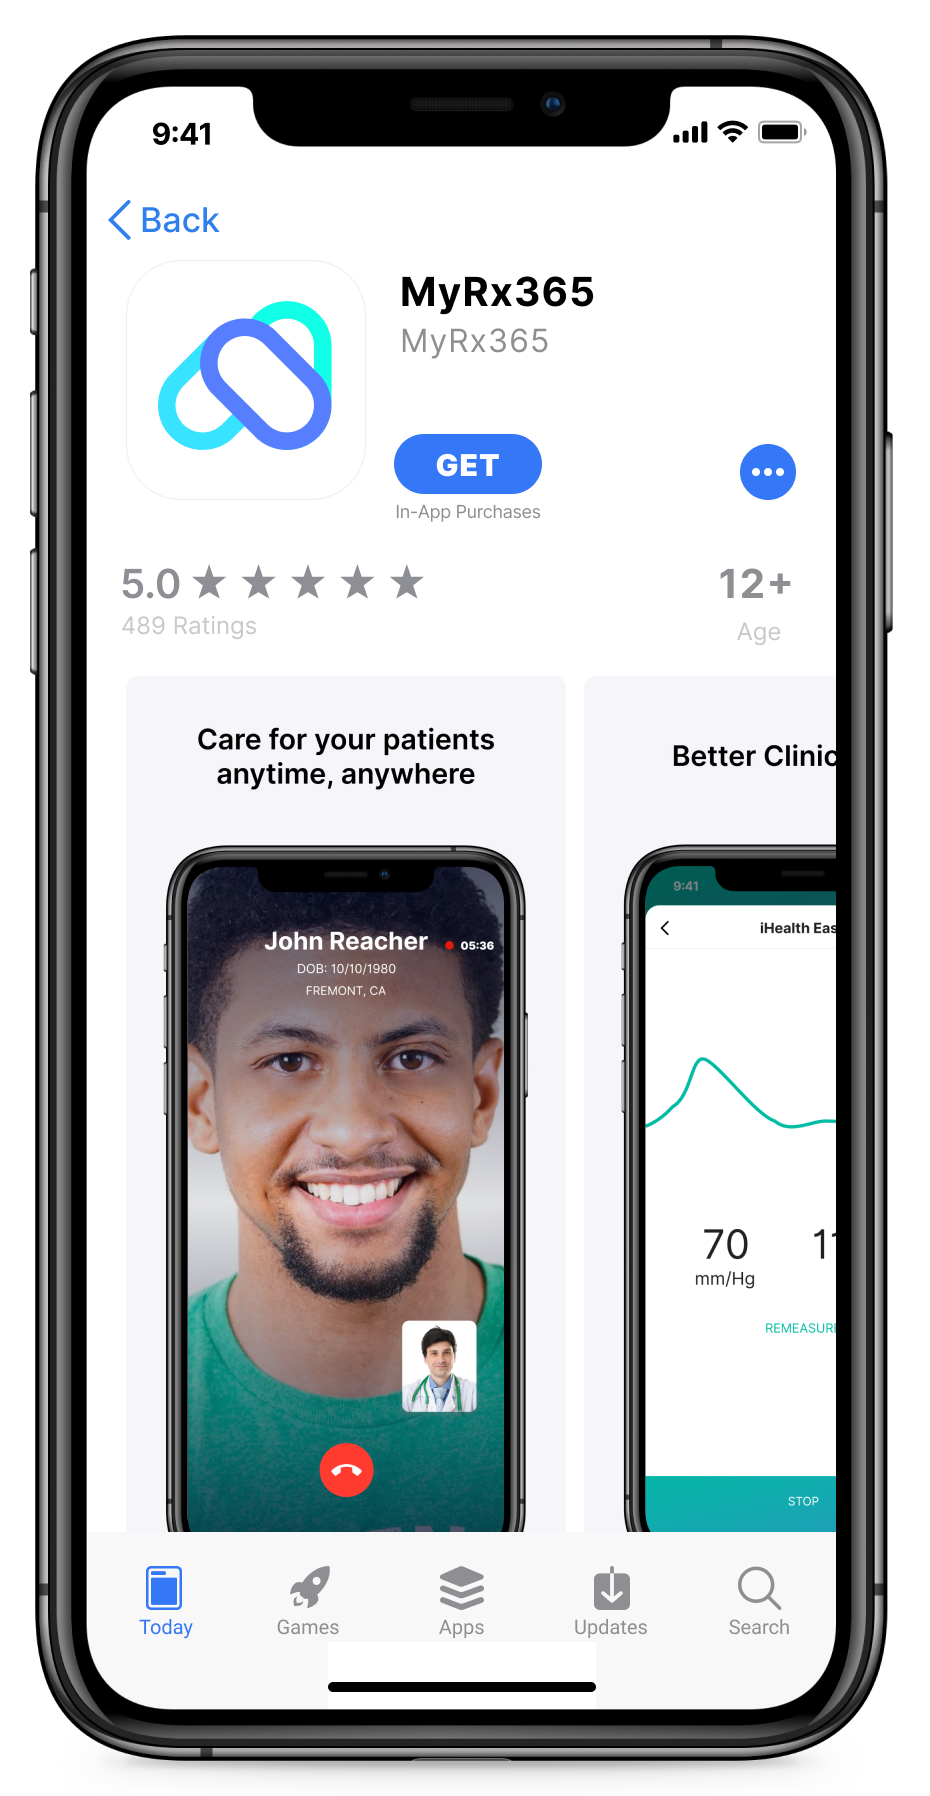 9:41
Back
MyRx365
MyRx365
GET
In-App Purchases
5.0
489 Ratings
12+
Age
Care for your patients
anytime, anywhere
John Reacher
05:36
DOB: 10/10/1980
FREMONT, CA
Better Clinic
9:41
iHealth Eas
70
mm/Hg
11
REMEASURE
STOP
Today
Games
Apps
Updates
Search